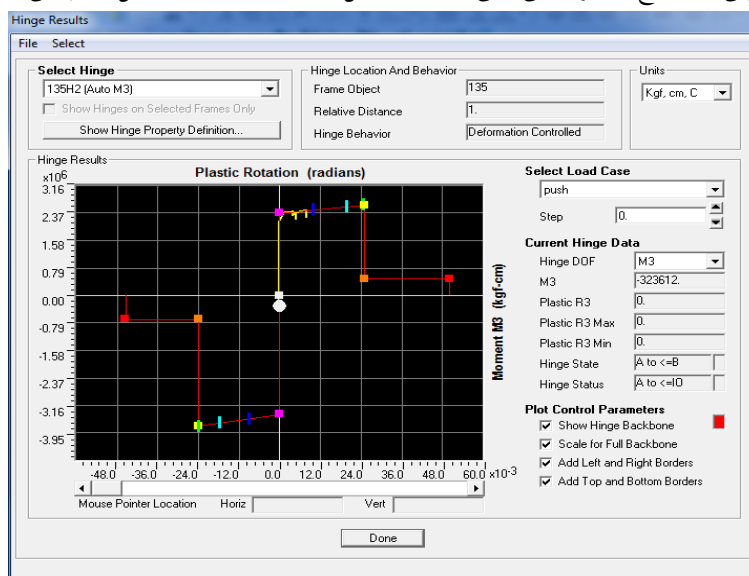 Hinge Results
File Select
Select Hinge
135H2 (Auto M3)
Show Hinges on Selected Frames Only
Show Hinge Property Definition...
Hinge Location And Behavior
Frame Object 135
Relative Distance 1.
Hinge Behavior Deformation Controlled
Units
Kgf, cm, C
Hinge Results
x10^6
Plastic Rotation (radians)
3.16
2.37
1.58
0.79
0.00
-0.79
-1.58
-2.37
-3.16
-3.95
-48.0 -36.0 -24.0 -12.0 0.0 12.0 24.0 36.0 48.0 60.0 x10^-3
Moment M3 (kgf-cm)
Mouse Pointer Location Horiz Vert
Select Load Case
push
Step 0.
Current Hinge Data
Hinge DOF M3
M3 -323612.
Plastic R3 0.
Plastic R3 Max 0.
Plastic R3 Min 0.
Hinge State A to <=B
Hinge Status A to <=IO
Plot Control Parameters
Show Hinge Backbone
Scale for Full Backbone
Add Left and Right Borders
Add Top and Bottom Borders
Done